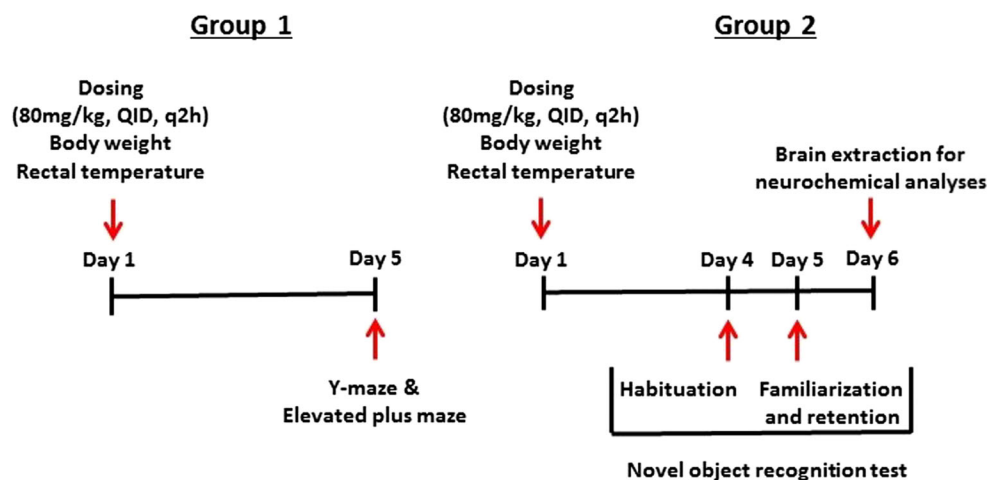 Group 1
Dosing
(80mg/kg, QID, q2h)
Body weight
Rectal temperature
Day 1
Day 5
Y-maze &
Elevated plus maze
Group 2
Dosing
(80mg/kg, QID, q2h)
Body weight
Rectal temperature
Brain extraction for
neurochemical analyses
Day 1
Day 4
Day 5
Day 6
Habituation
Familiarization
and retention
Novel object recognition test